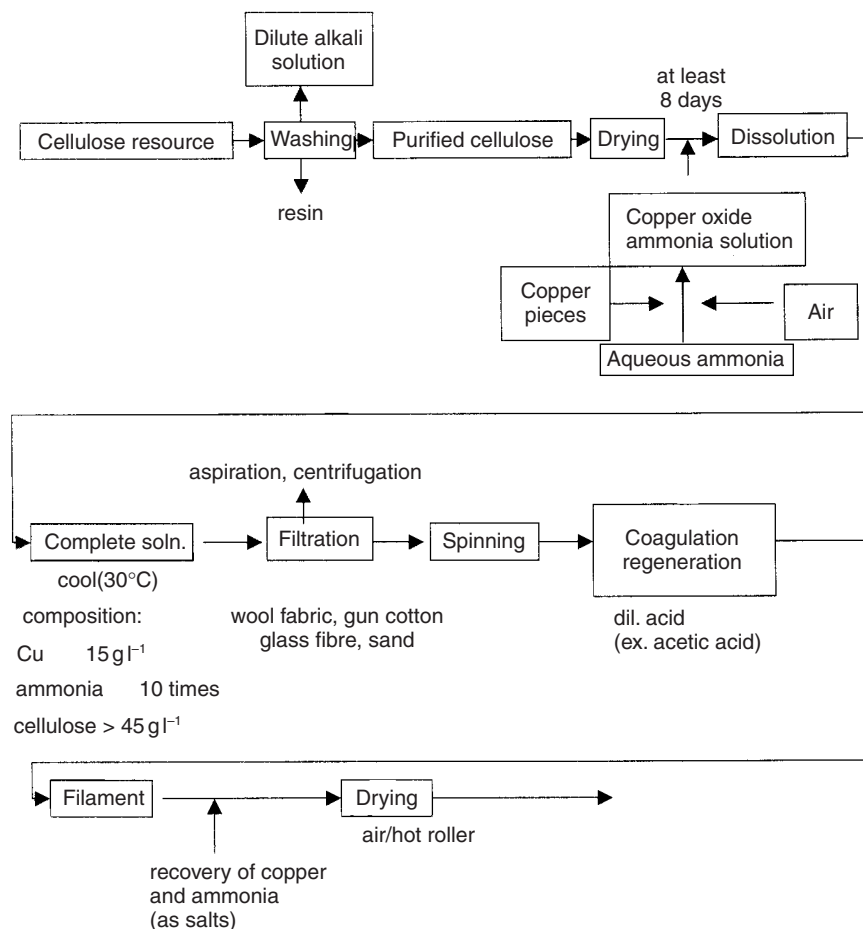 Dilute alkali
solution
at least
8 days
Cellulose resource
Washing
Purified cellulose
Drying
Dissolution
resin
Copper oxide
ammonia solution
Copper
pieces
Air
Aqueous ammonia
aspiration, centrifugation
Complete soln.
Filtration
Spinning
Coagulation
regeneration
cool(30°C)
composition:
Cu 15 g l⁻¹
ammonia 10 times
cellulose > 45 g l⁻¹
wool fabric, gun cotton
glass fibre, sand
dil. acid
(ex. acetic acid)
Filament
Drying
air/hot roller
recovery of copper
and ammonia
(as salts)